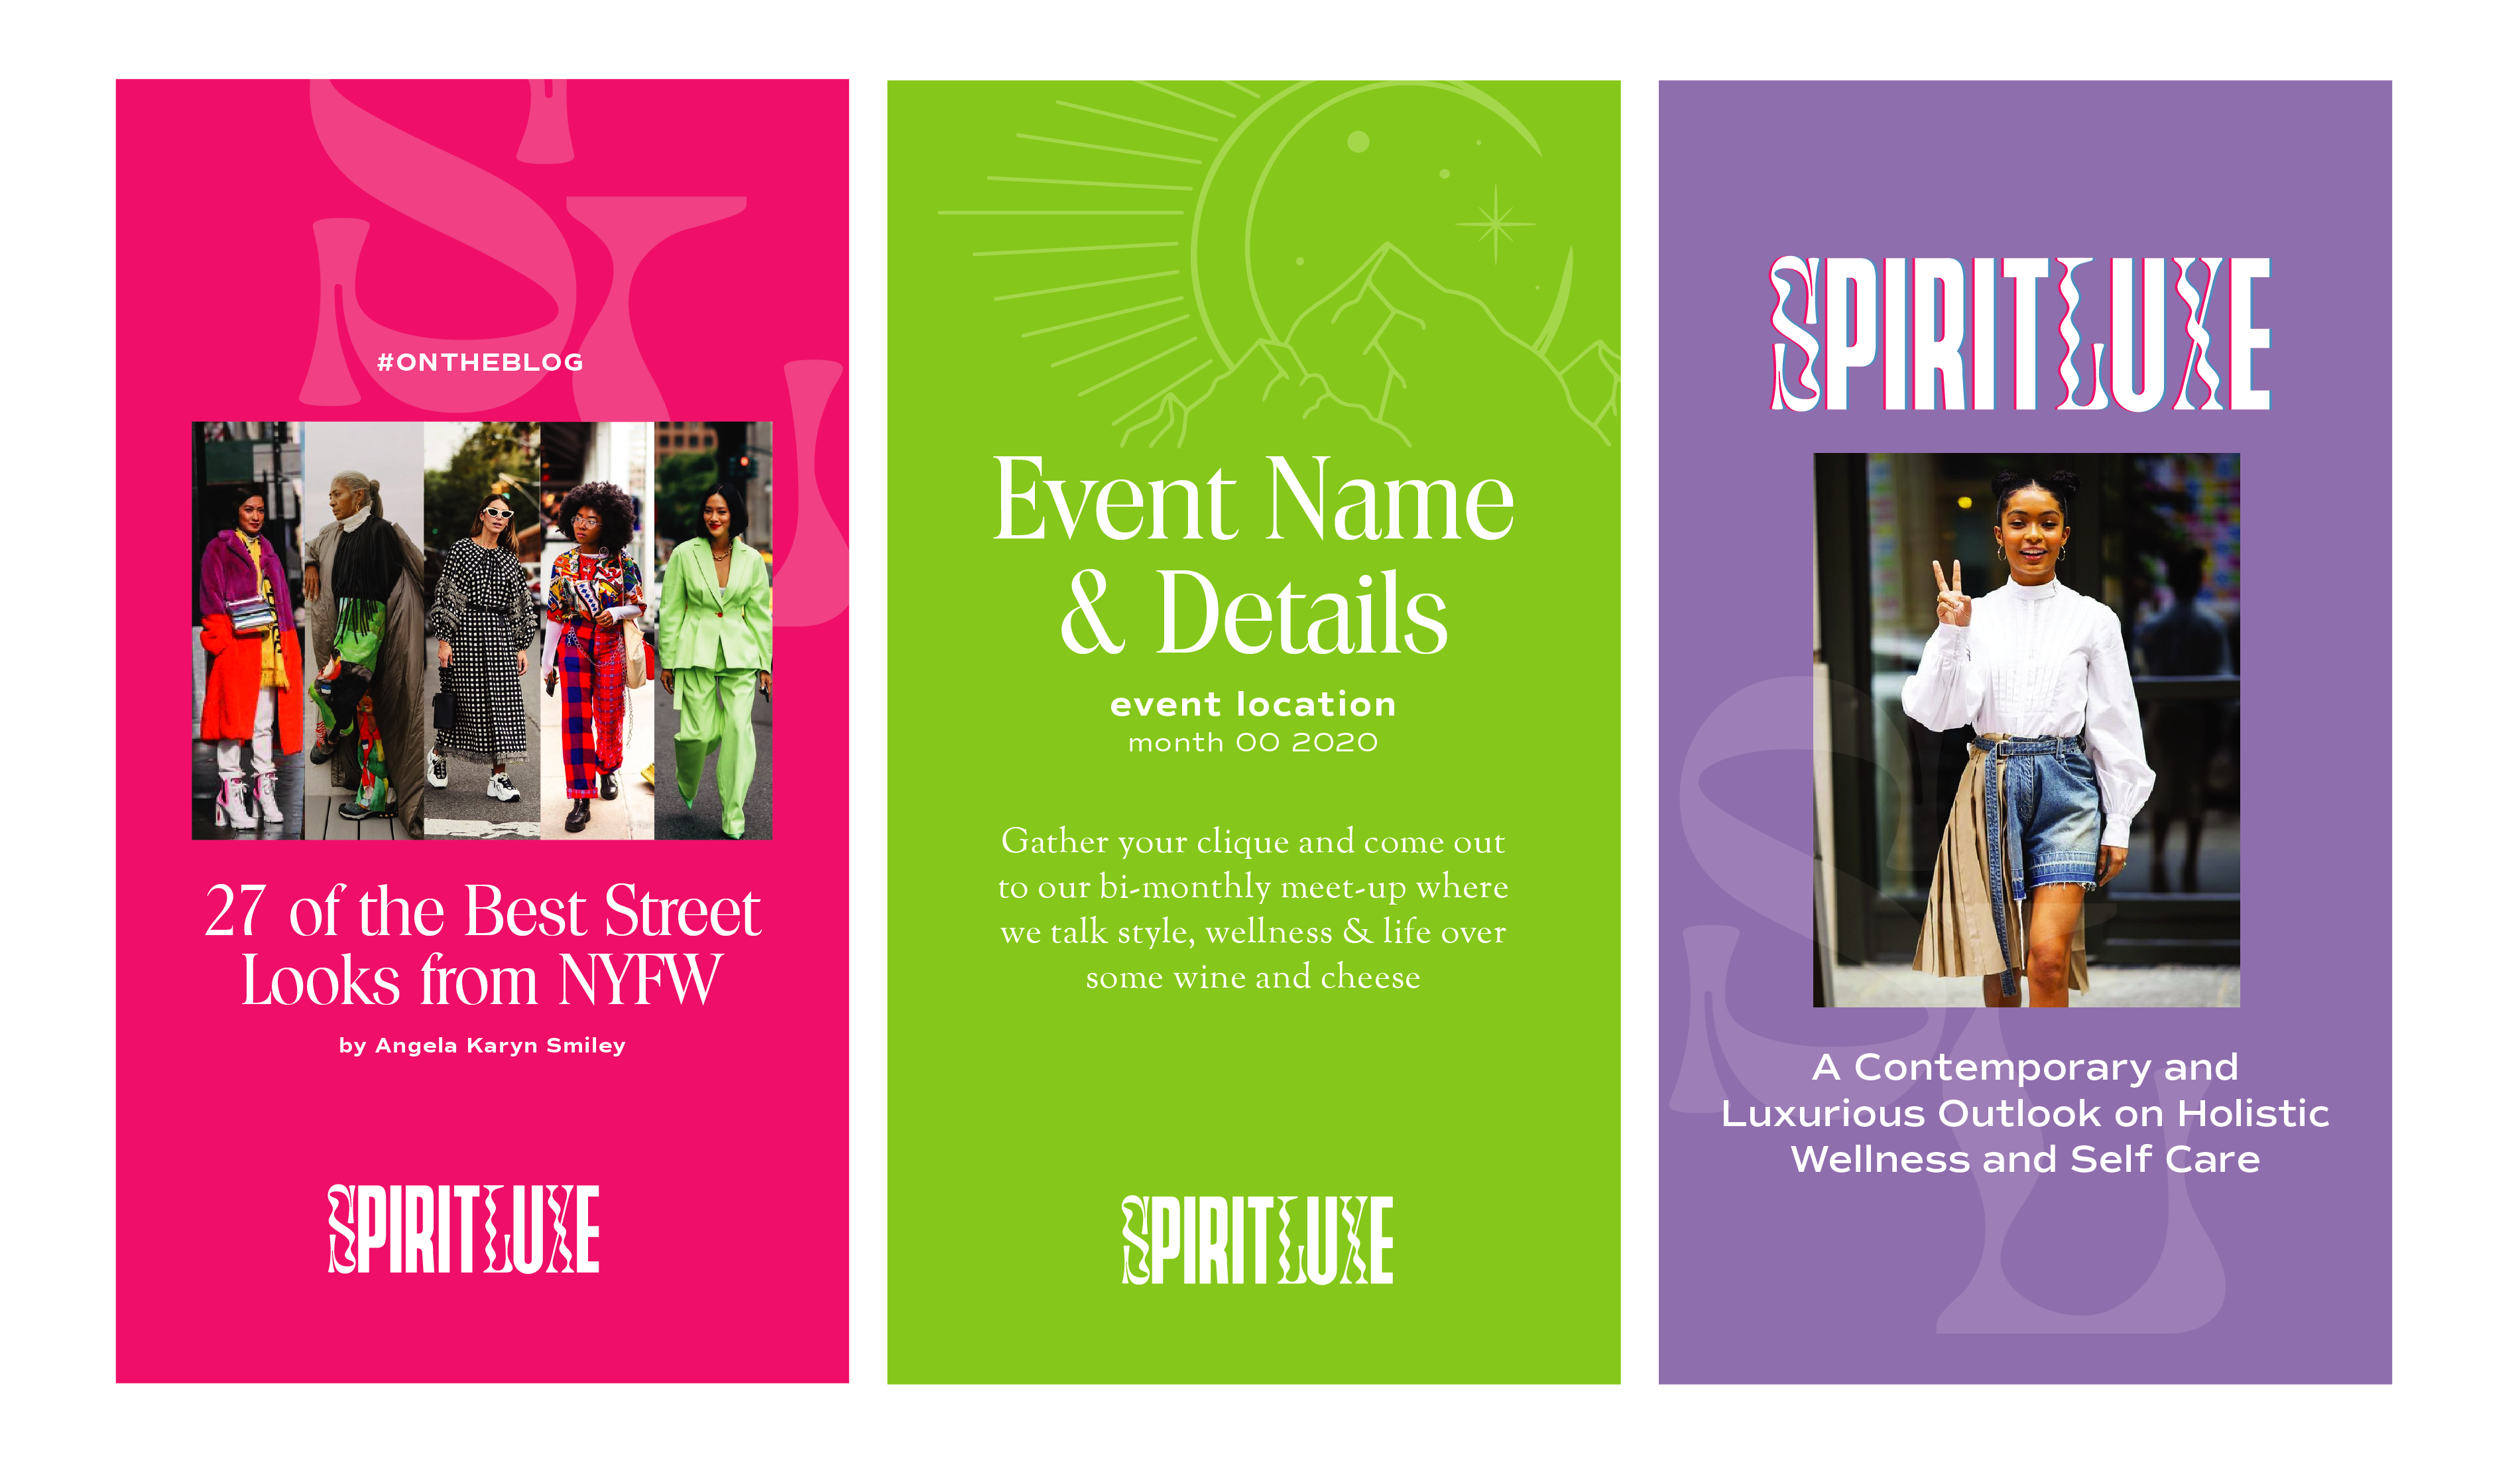 #ONTHEBLOG
27 of the Best Street
Looks from NYFW
by Angela Karyn Smiley
SPIRITLUXE
Event Name
& Details
event location
month 00 2020
Gather your clique and come out
to our bi-monthly meet-up where
we talk style, wellness & life over
some wine and cheese
SPIRITLUXE
SPIRITLUXE
A Contemporary and
Luxurious Outlook on Holistic
Wellness and Self Care